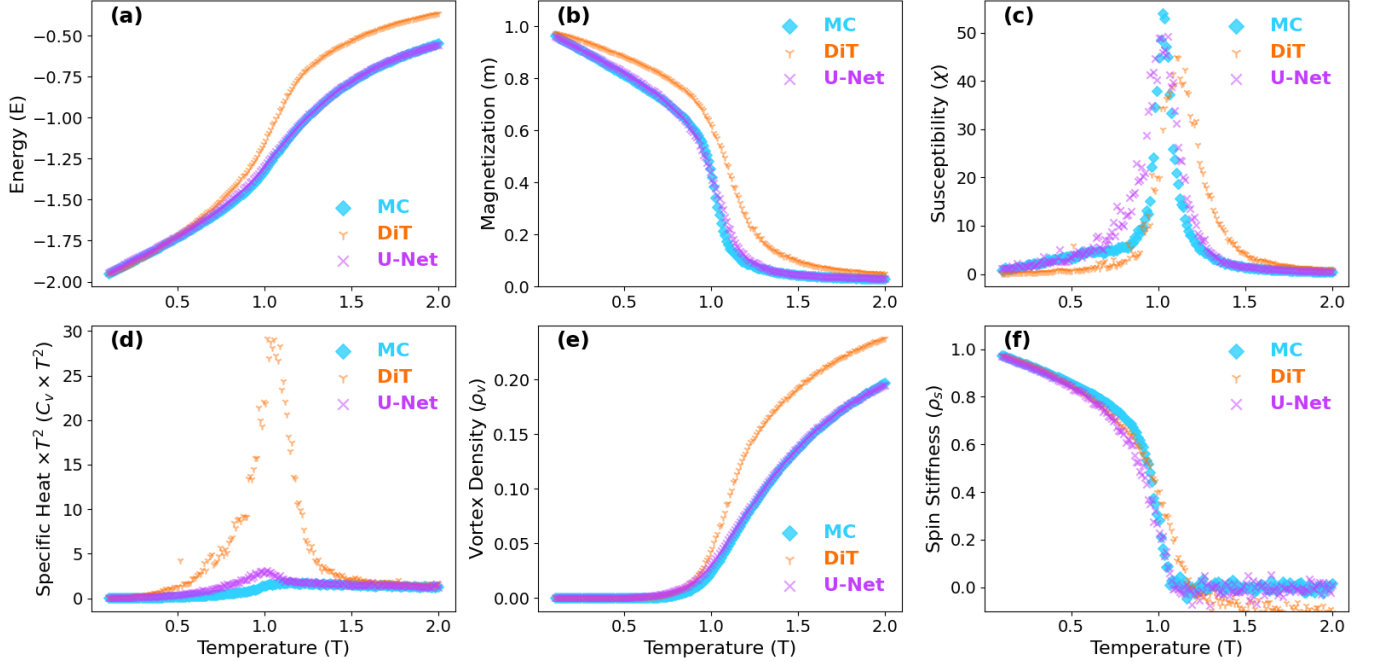 (a)
MC
DiT
U-Net
Energy (E)
−0.50
−0.75
−1.00
−1.25
−1.50
−1.75
−2.00
0.5
1.0
1.5
2.0
(b)
MC
DiT
U-Net
Magnetization (m)
1.0
0.8
0.6
0.4
0.2
0.0
0.5
1.0
1.5
2.0
(c)
MC
DiT
U-Net
Susceptibility (χ)
50
40
30
20
10
0
0.5
1.0
1.5
2.0
(d)
MC
DiT
U-Net
Specific Heat ×T² (Cᵥ × T²)
30
25
20
15
10
5
0
0.5
1.0
1.5
2.0
Temperature (T)
(e)
MC
DiT
U-Net
Vortex Density (ρᵥ)
0.20
0.15
0.10
0.05
0.00
0.5
1.0
1.5
2.0
Temperature (T)
(f)
MC
DiT
U-Net
Spin Stiffness (ρₛ)
1.0
0.8
0.6
0.4
0.2
0.0
0.5
1.0
1.5
2.0
Temperature (T)